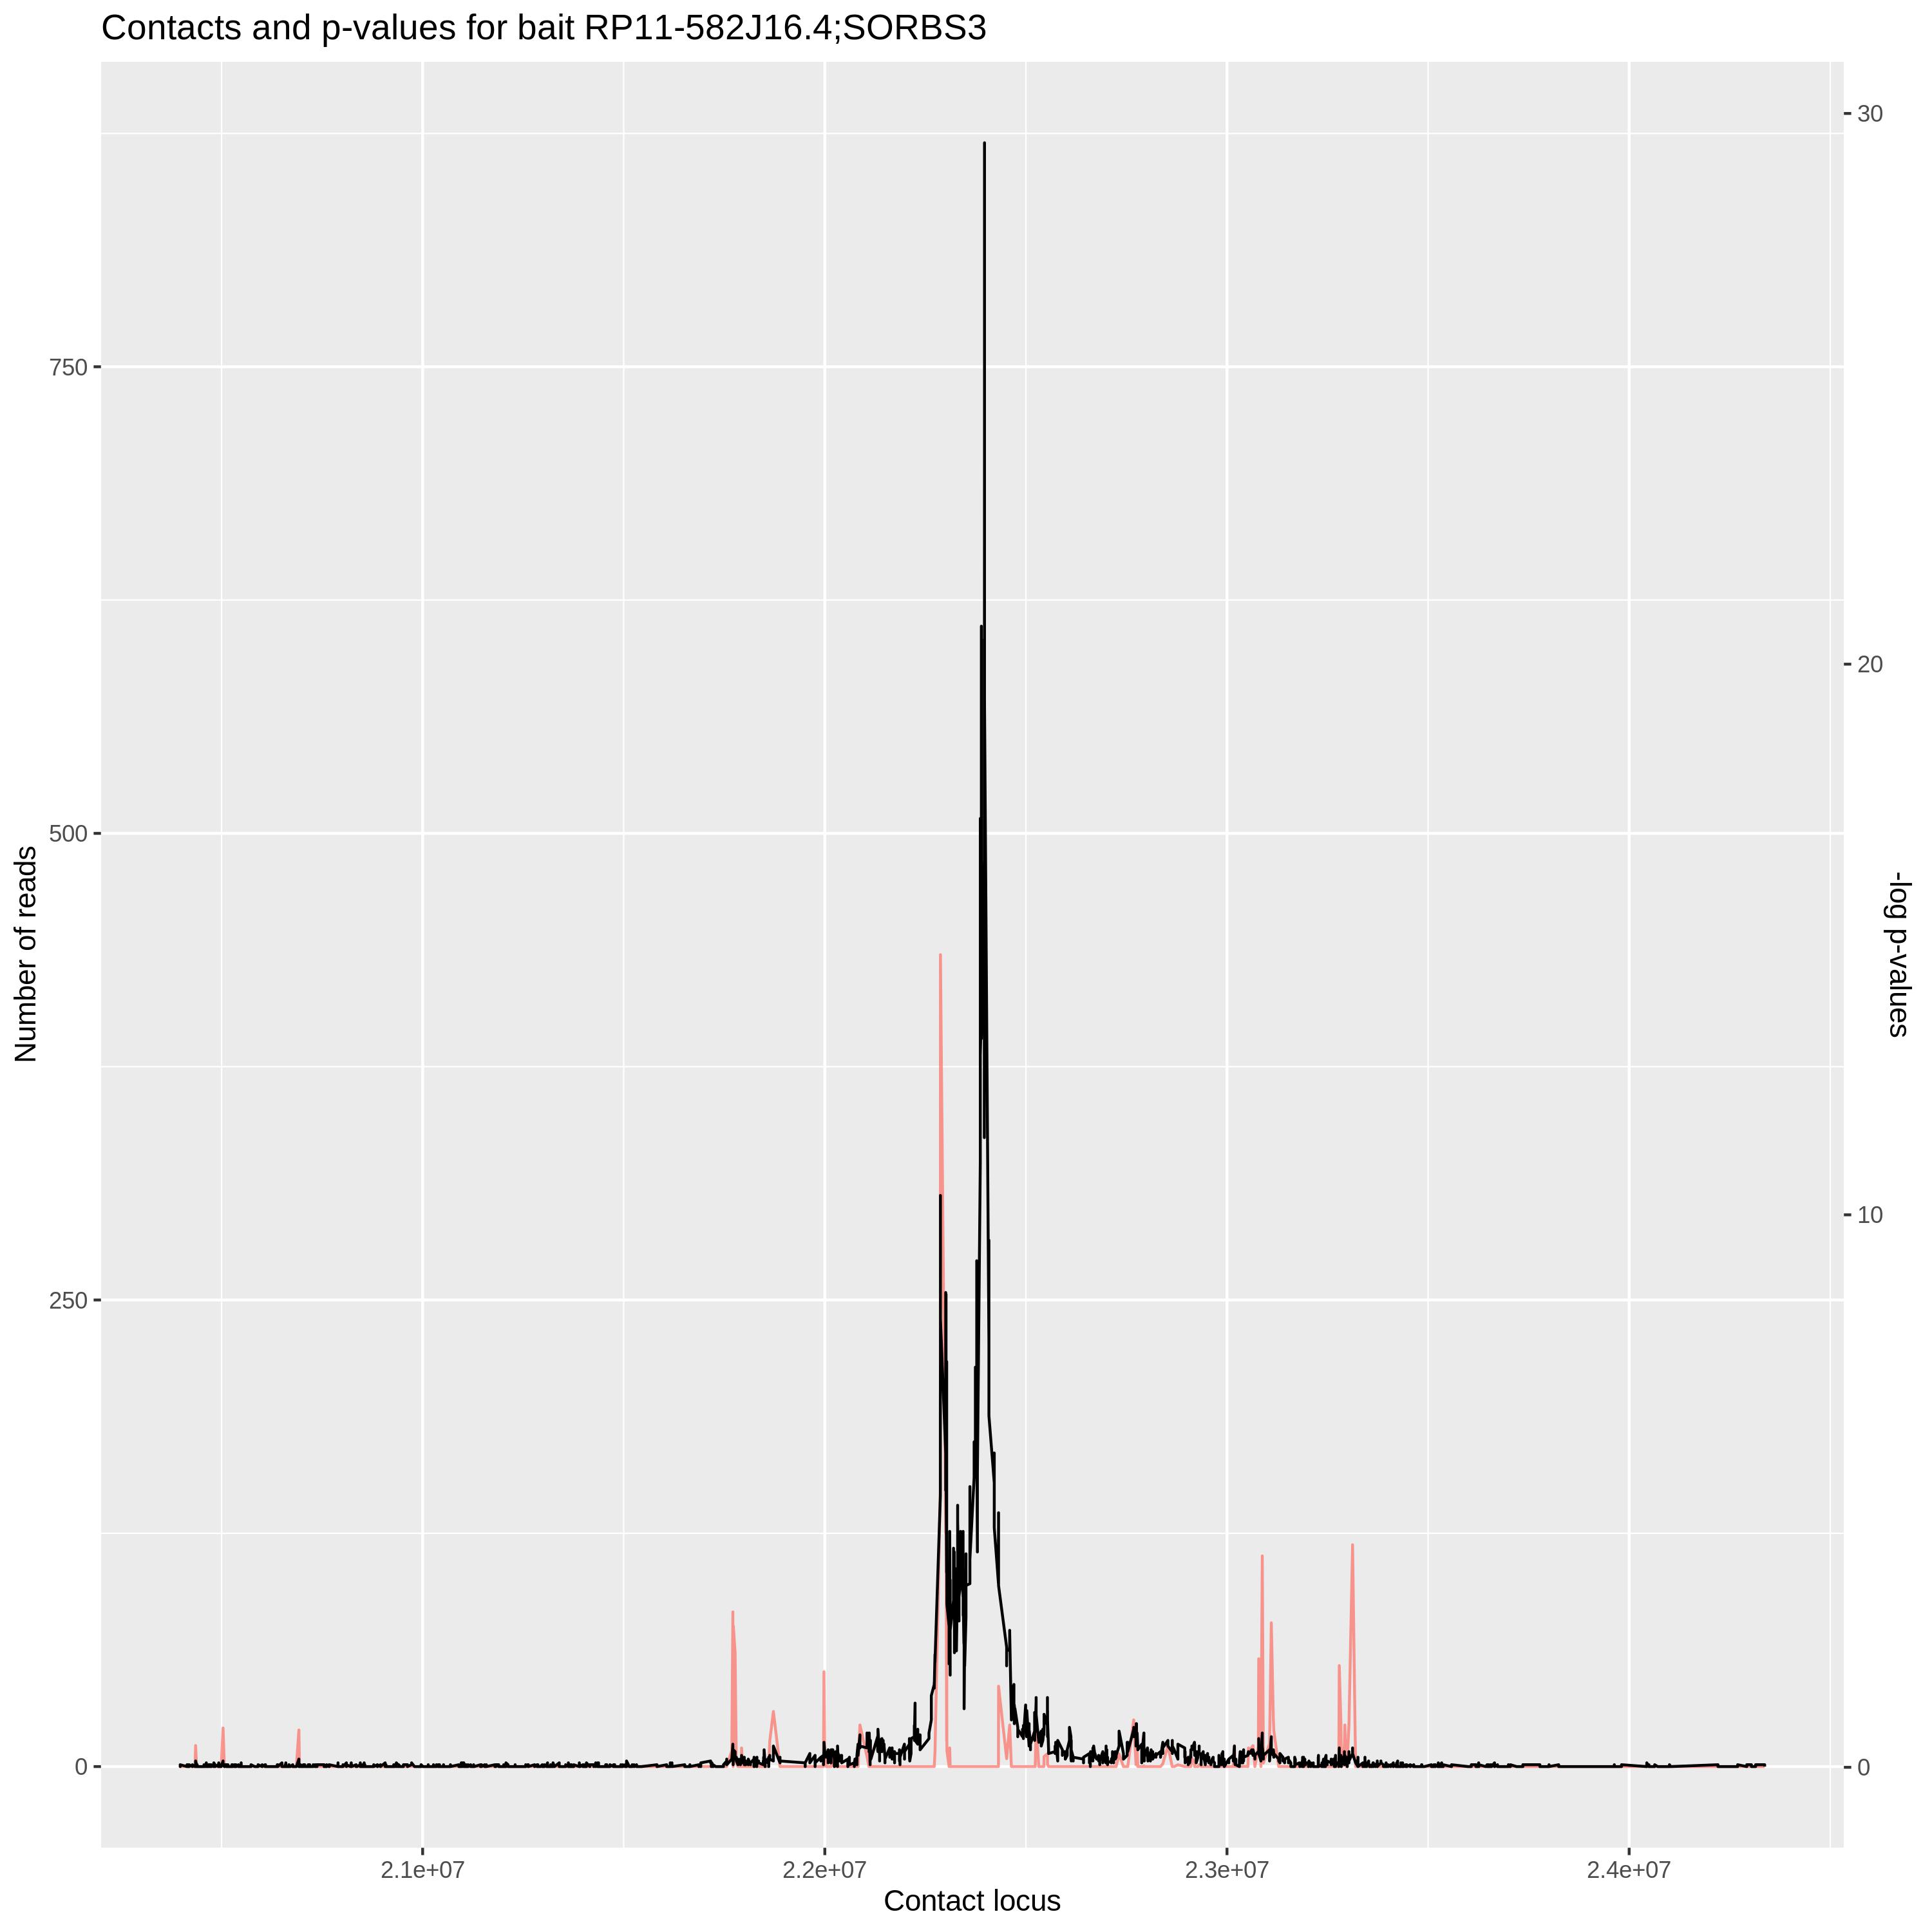 Contacts and p-values for bait RP11-582J16.4;SORBS3
30
750
20
500
Number of reads
-log p-values
10
250
0
0
2.1e+07
2.2e+07
2.3e+07
2.4e+07
Contact locus